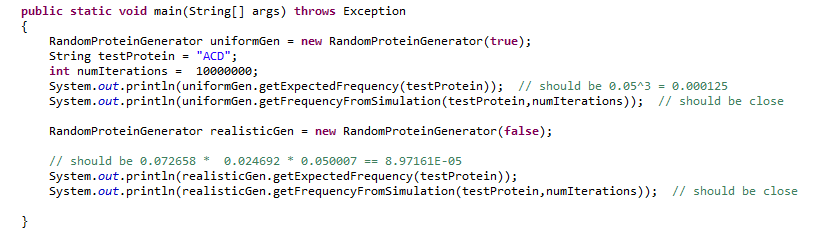 public static void main(String[] args) throws Exception
{
RandomProteinGenerator uniformGen = new RandomProteinGenerator(true);
String testProtein = "ACD";
int numIterations =  10000000;
System.out.println(uniformGen.getExpectedFrequency(testProtein));  // should be 0.05^3 = 0.000125
System.out.println(uniformGen.getFrequencyFromSimulation(testProtein,numIterations));  // should be close
RandomProteinGenerator realisticGen = new RandomProteinGenerator(false);
// should be 0.072658 *  0.024692 * 0.050007 == 8.97161E-05
System.out.println(realisticGen.getExpectedFrequency(testProtein));
System.out.println(realisticGen.getFrequencyFromSimulation(testProtein,numIterations));  // should be close
}